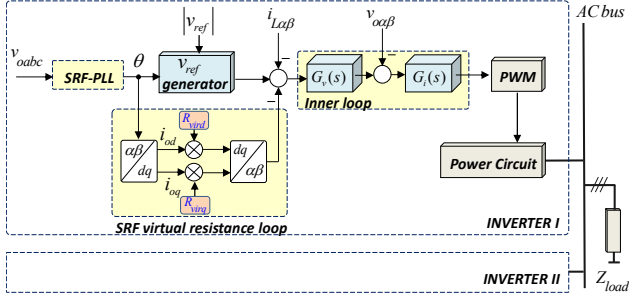 |v_ref|
i_Lαβ
v_oαβ
AC bus
v_oabc
SRF-PLL
θ
v_ref
generator
G_v(s)
G_i(s)
Inner loop
PWM
R_vird
αβ
dq
i_od
i_oq
dq
αβ
R_virq
SRF virtual resistance loop
Power Circuit
INVERTER I
INVERTER II
Z_load